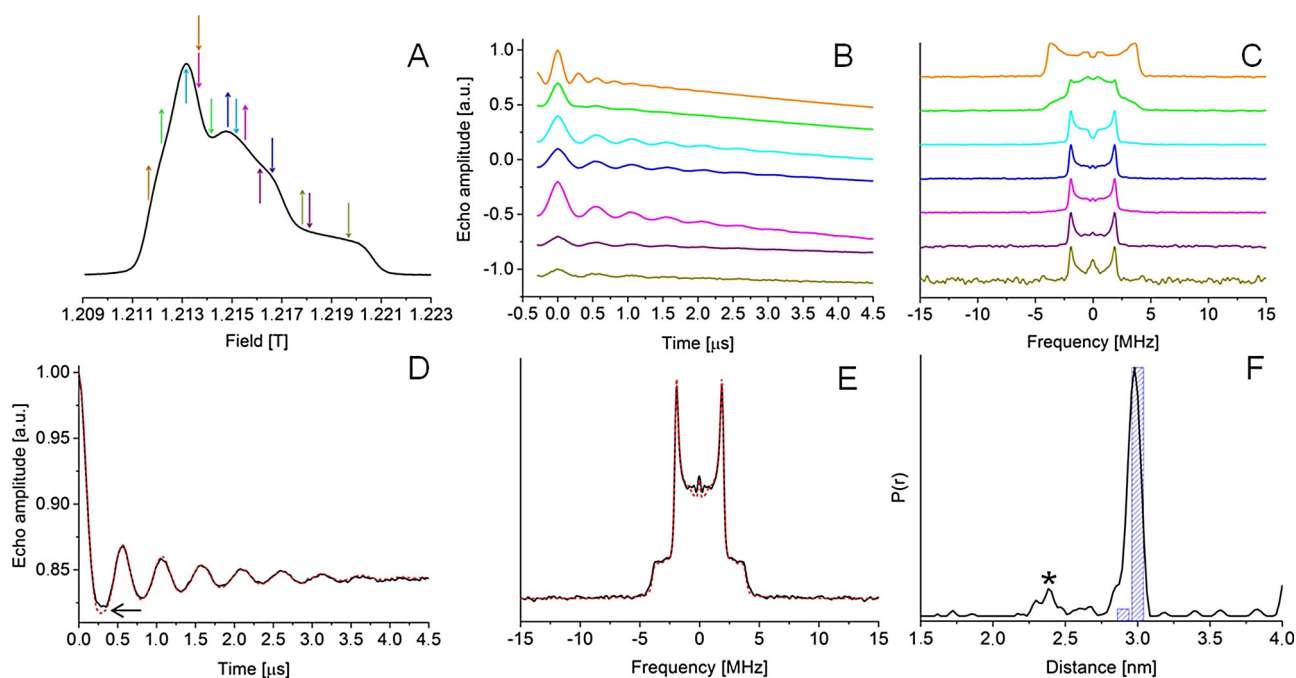 A
1.209 1.211 1.213 1.215 1.217 1.219 1.221 1.223
Field [T]
B
Echo amplitude [a.u.]
1.0
0.5
0.0
-0.5
-1.0
-0.5 0.0 0.5 1.0 1.5 2.0 2.5 3.0 3.5 4.0 4.5
Time [μs]
C
-15 -10 -5 0 5 10 15
Frequency [MHz]
D
Echo amplitude [a.u.]
1.00
0.95
0.90
0.85
0.0 0.5 1.0 1.5 2.0 2.5 3.0 3.5 4.0 4.5
Time [μs]
E
-15 -10 -5 0 5 10 15
Frequency [MHz]
F
P(r)
*
1.5 2.0 2.5 3.0 3.5 4.0
Distance [nm]